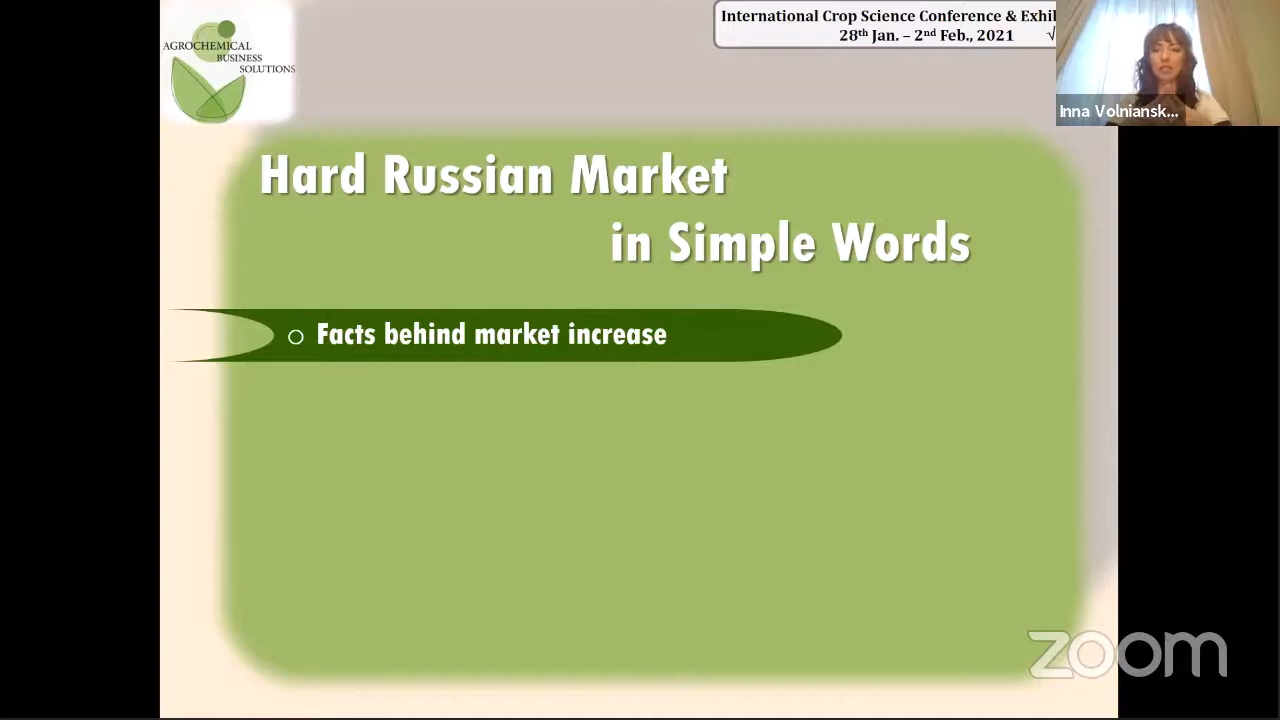 AGROCHEMICAL
BUSINESS
SOLUTIONS
International Crop Science Conference & Exhi
28th Jan. – 2nd Feb., 2021 √
Inna Volniansk...
Hard Russian Market
in Simple Words
Facts behind market increase
zoom